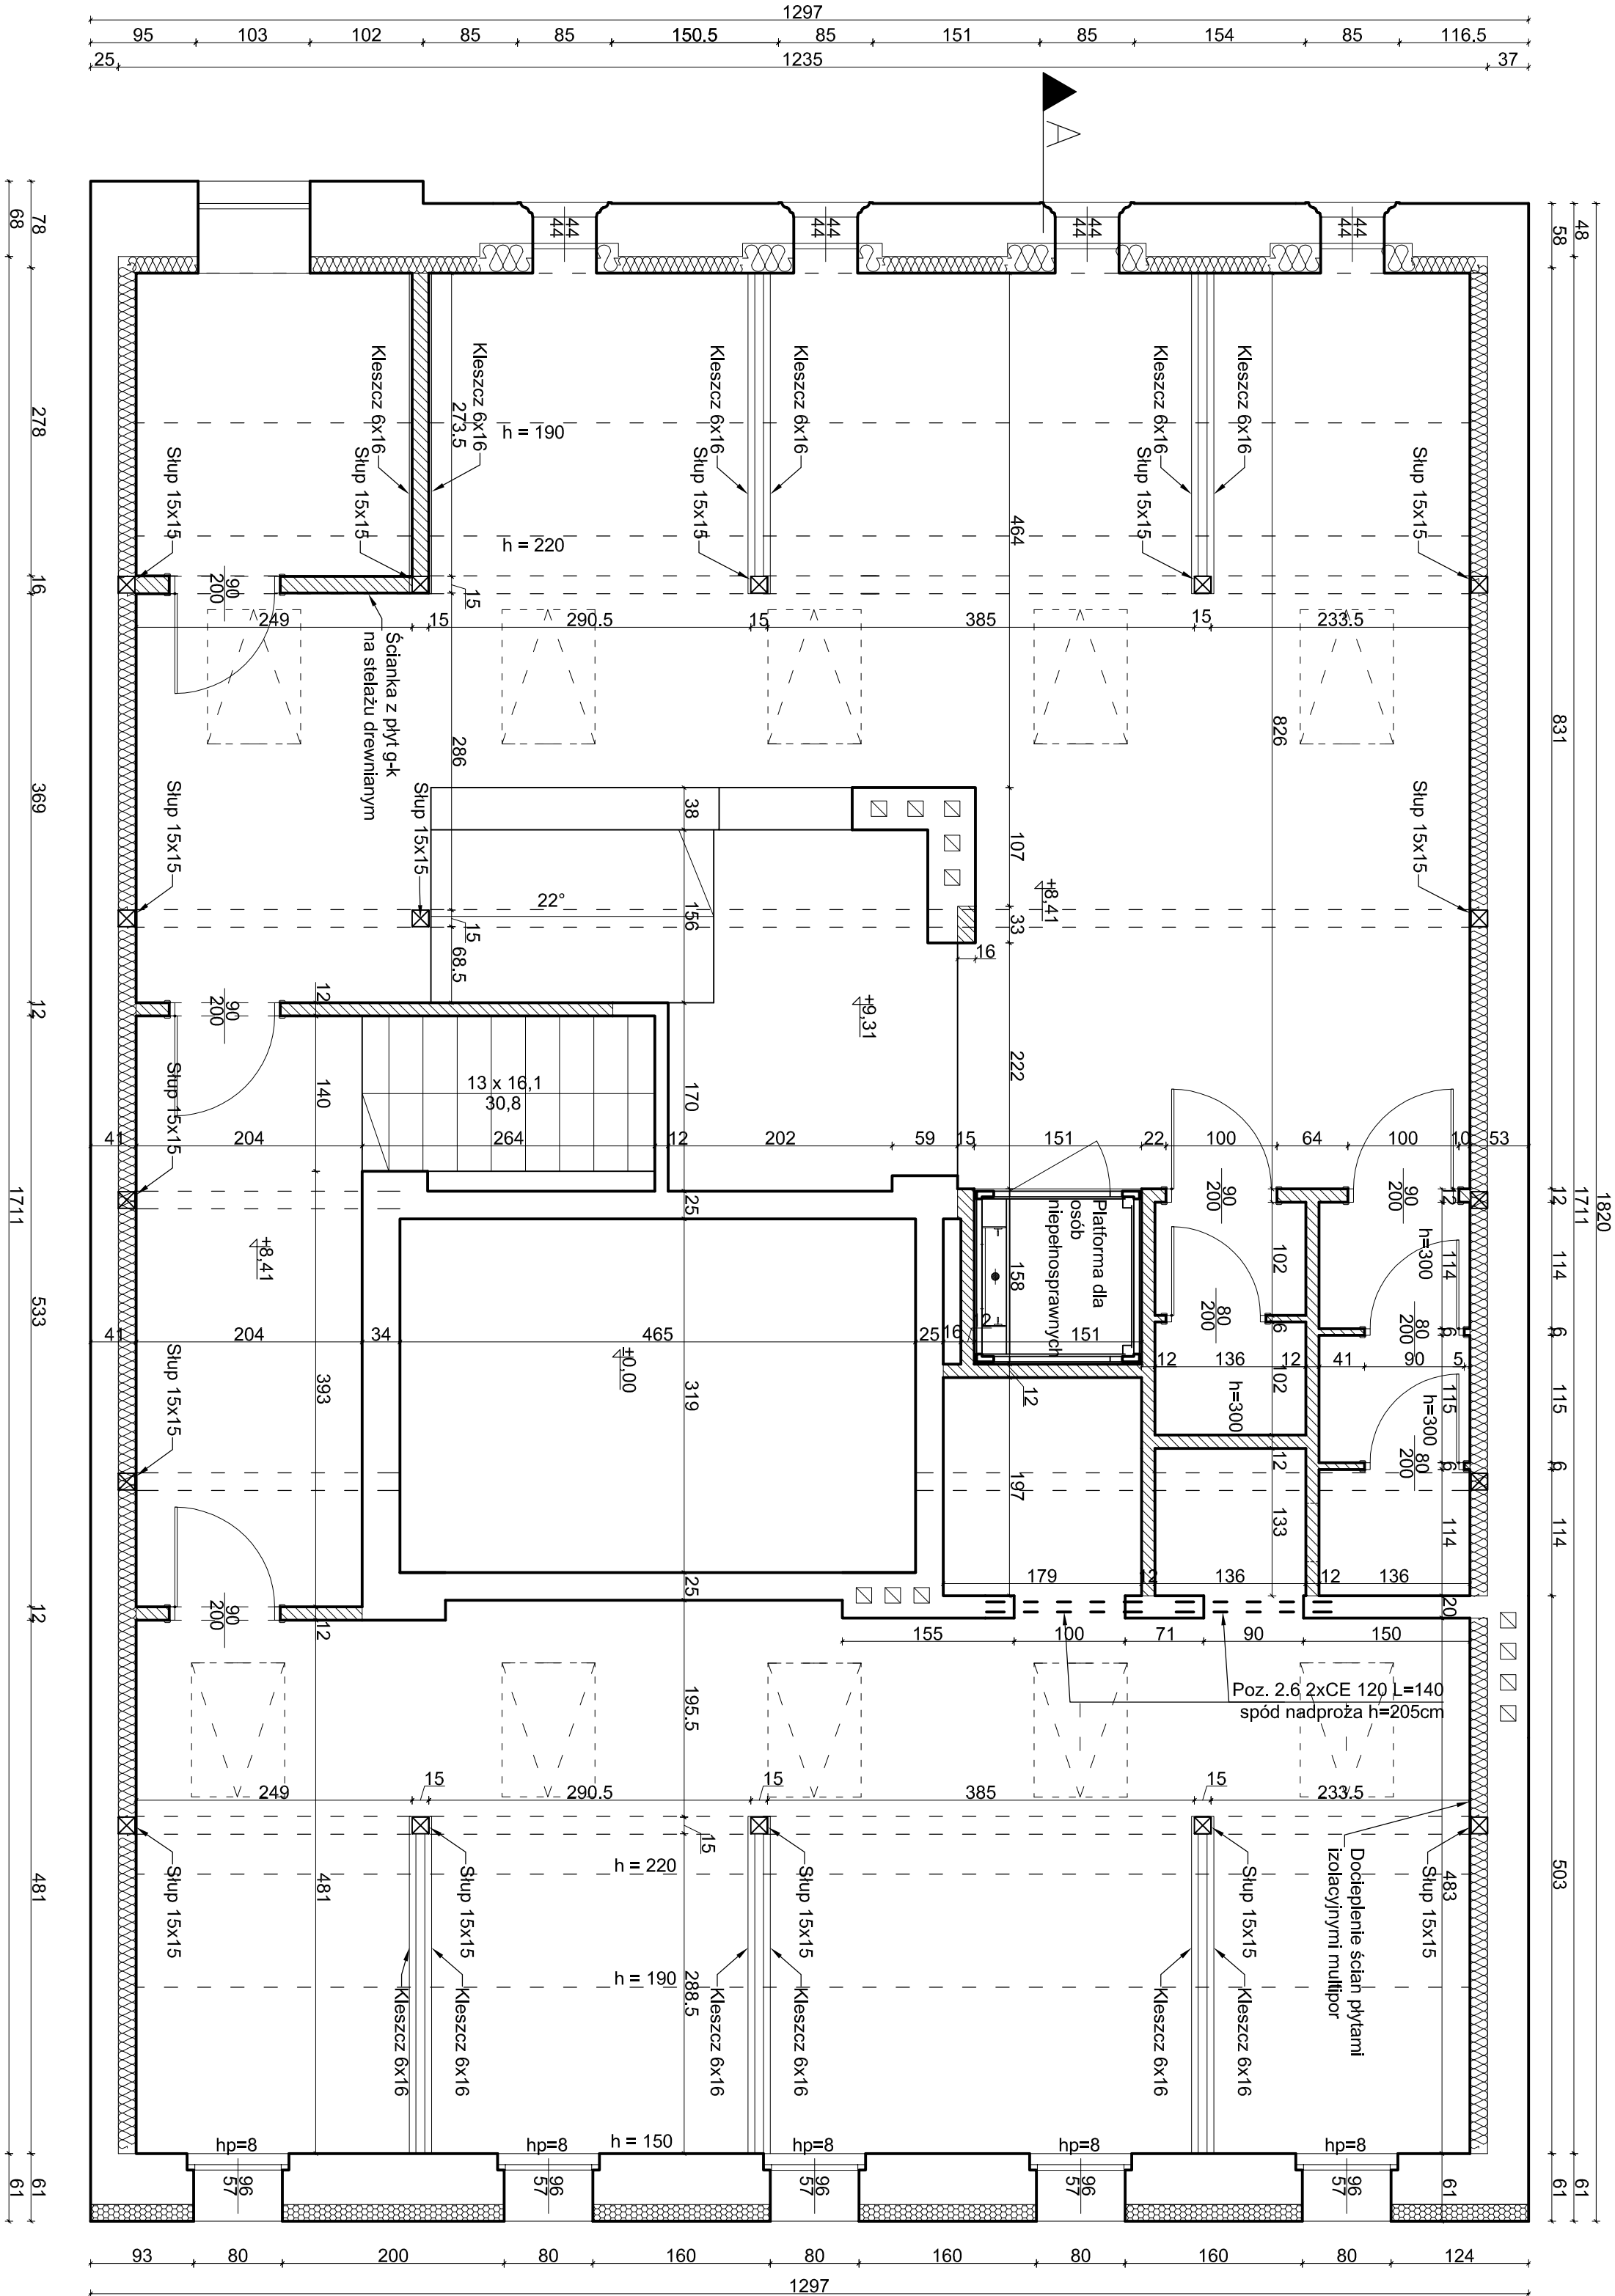 1297
95 103 102 85 85 150.5 85 151 85 154 85 116.5
25 1235 37
A
68 78
44 44
44 44
44 44
44 44
58 48
Kleszcz 6x16
Kleszcz 6x16
Kleszcz 6x16
Kleszcz 6x16
Kleszcz 6x16
Kleszcz 6x16
273,5
h = 190
278
Słup 15x15
Słup 15x15
Słup 15x15
Słup 15x15
Słup 15x15
464
h = 220
16
90
200
15
249 15 290.5 15 385 15 233.5
Ścianka z płyt g-k
na stelażu drewnianym
286
826
831
369
Słup 15x15
Słup 15x15
Słup 15x15
38
107
+8,41
22°
156
33
15
68,5
16
12
90
200
12
+9,31
222
13 x 16,1
30,8
140
170
Słup 15x15
41 204 264 12 202 59 15 151 22 100 64 100 10 53
25
90
200
90
200
12
12
1711
1820
1711
Platforma dla
osób
niepełnosprawnych
158
102
h=300
114
114
+8,41
533
80
200
80
200
6
6
6
41 204 34 465 25 16 12 151
±0,00
12 136 12 41 90 5
Słup 15x15
393
319
12
102
h=300
h=300
115
115
80
200
6
6
197
12
133
114
114
179 12 136 12 136
12
90
200
12
25
20
155 100 71 90 150
Poz. 2.6 2xCE 120 L=140
spód nadproża h=205cm
195,5
249 15 290.5 15 385 15 233.5
15
h = 220
Słup 15x15
Słup 15x15
Słup 15x15
Słup 15x15
Słup 15x15
Docieplenie ścian płytami
izolacyjnymi multipor
481
481
483
503
h = 190
288,5
Kleszcz 6x16
Kleszcz 6x16
Kleszcz 6x16
Kleszcz 6x16
Kleszcz 6x16
Kleszcz 6x16
h = 150
hp=8 hp=8 hp=8 hp=8 hp=8
61 61
96 57
96 57
96 57
96 57
96 57
61 61 61
93 80 200 80 160 80 160 80 160 80 124
1297